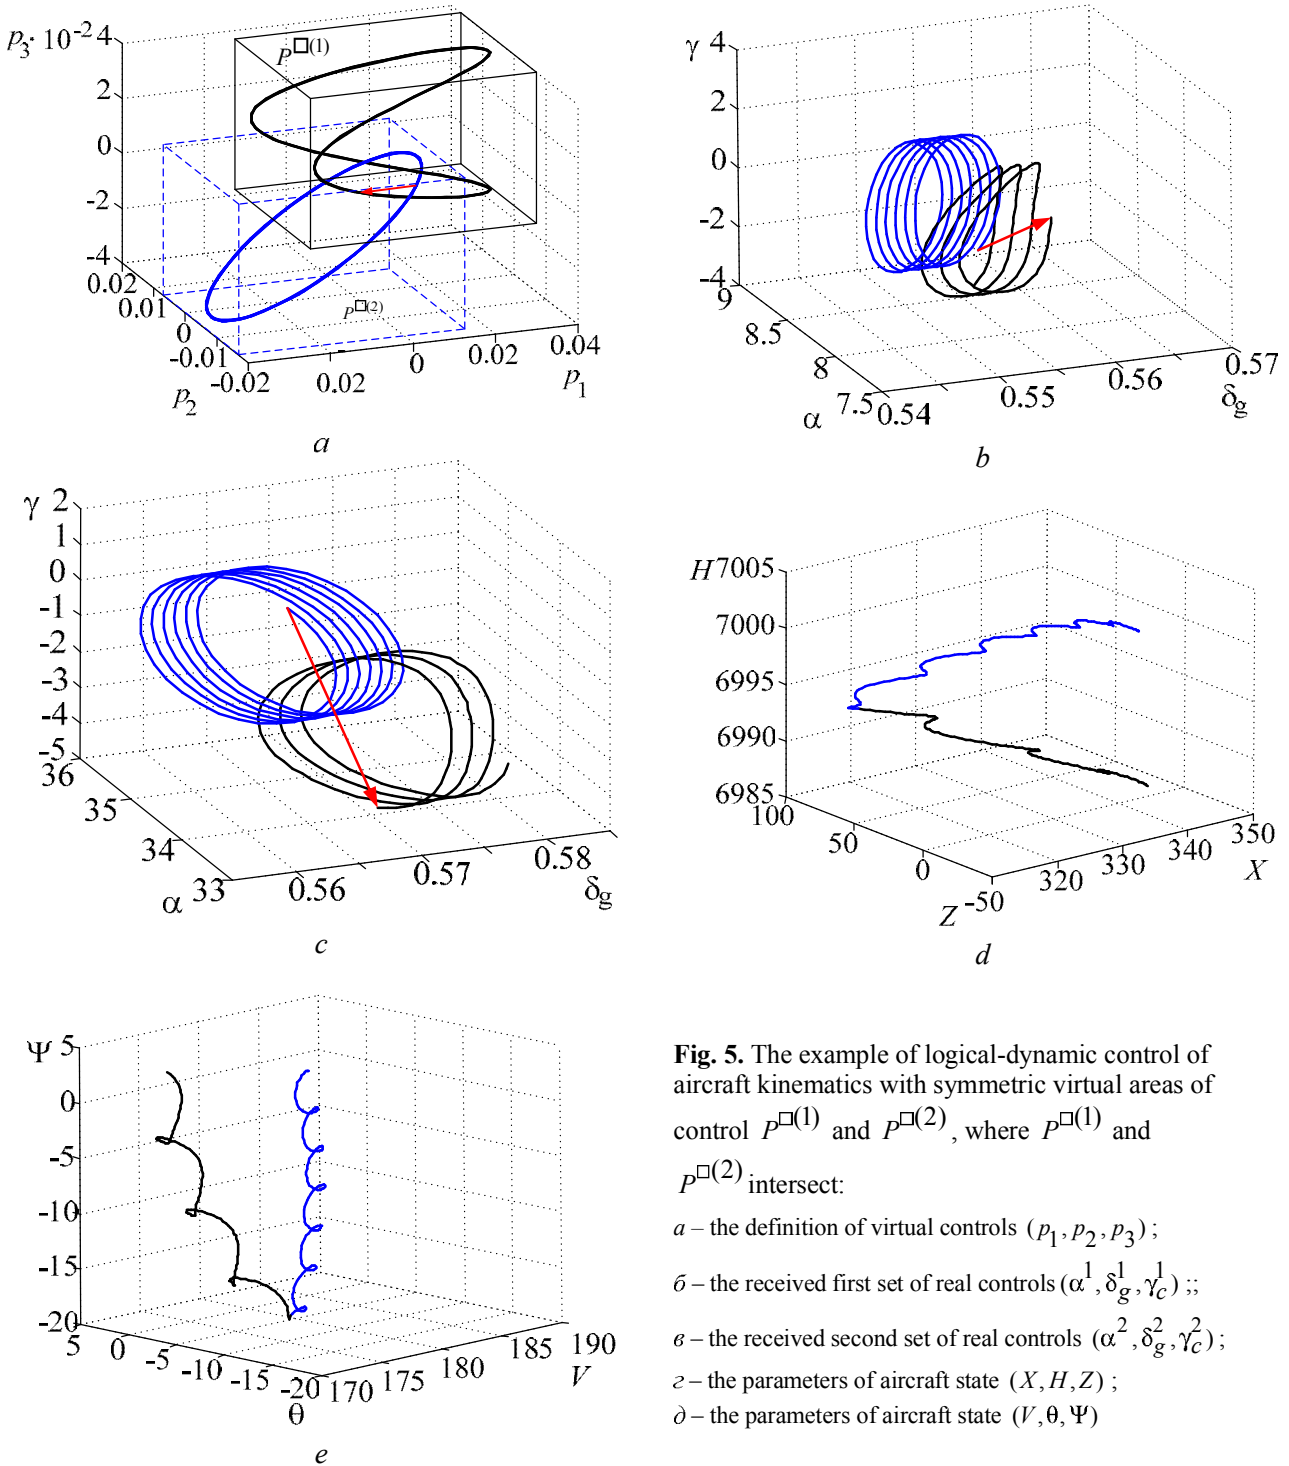 p3· 10-2 4
2
0
-2
-4
0.02
0.01
0
-0.01
-0.02
p2
0.02
0
0.02
0.04
p1
P□(1)
P□(2)
a
γ 4
2
0
-2
-4
9
8.5
8
7.5
α
0.54
0.55
0.56
0.57
δg
b
γ 2
1
0
-1
-2
-3
-4
-5
36
35
34
33
α
0.56
0.57
0.58
δg
c
H 7005
7000
6995
6990
6985
100
50
0
-50
Z
320
330
340
350
X
d
Ψ 5
0
-5
-10
-15
-20
5
0
-5
-10
-15
-20
θ
170
175
180
185
190
V
e
Fig. 5. The example of logical-dynamic control of
aircraft kinematics with symmetric virtual areas of
control P□(1) and P□(2) , where P□(1) and
P□(2) intersect:
a – the definition of virtual controls (p1, p2, p3) ;
б – the received first set of real controls (α1, δg1, γc1) ;;
в – the received second set of real controls (α2, δg2, γc2) ;
г – the parameters of aircraft state (X, H, Z) ;
д – the parameters of aircraft state (V, θ, Ψ)